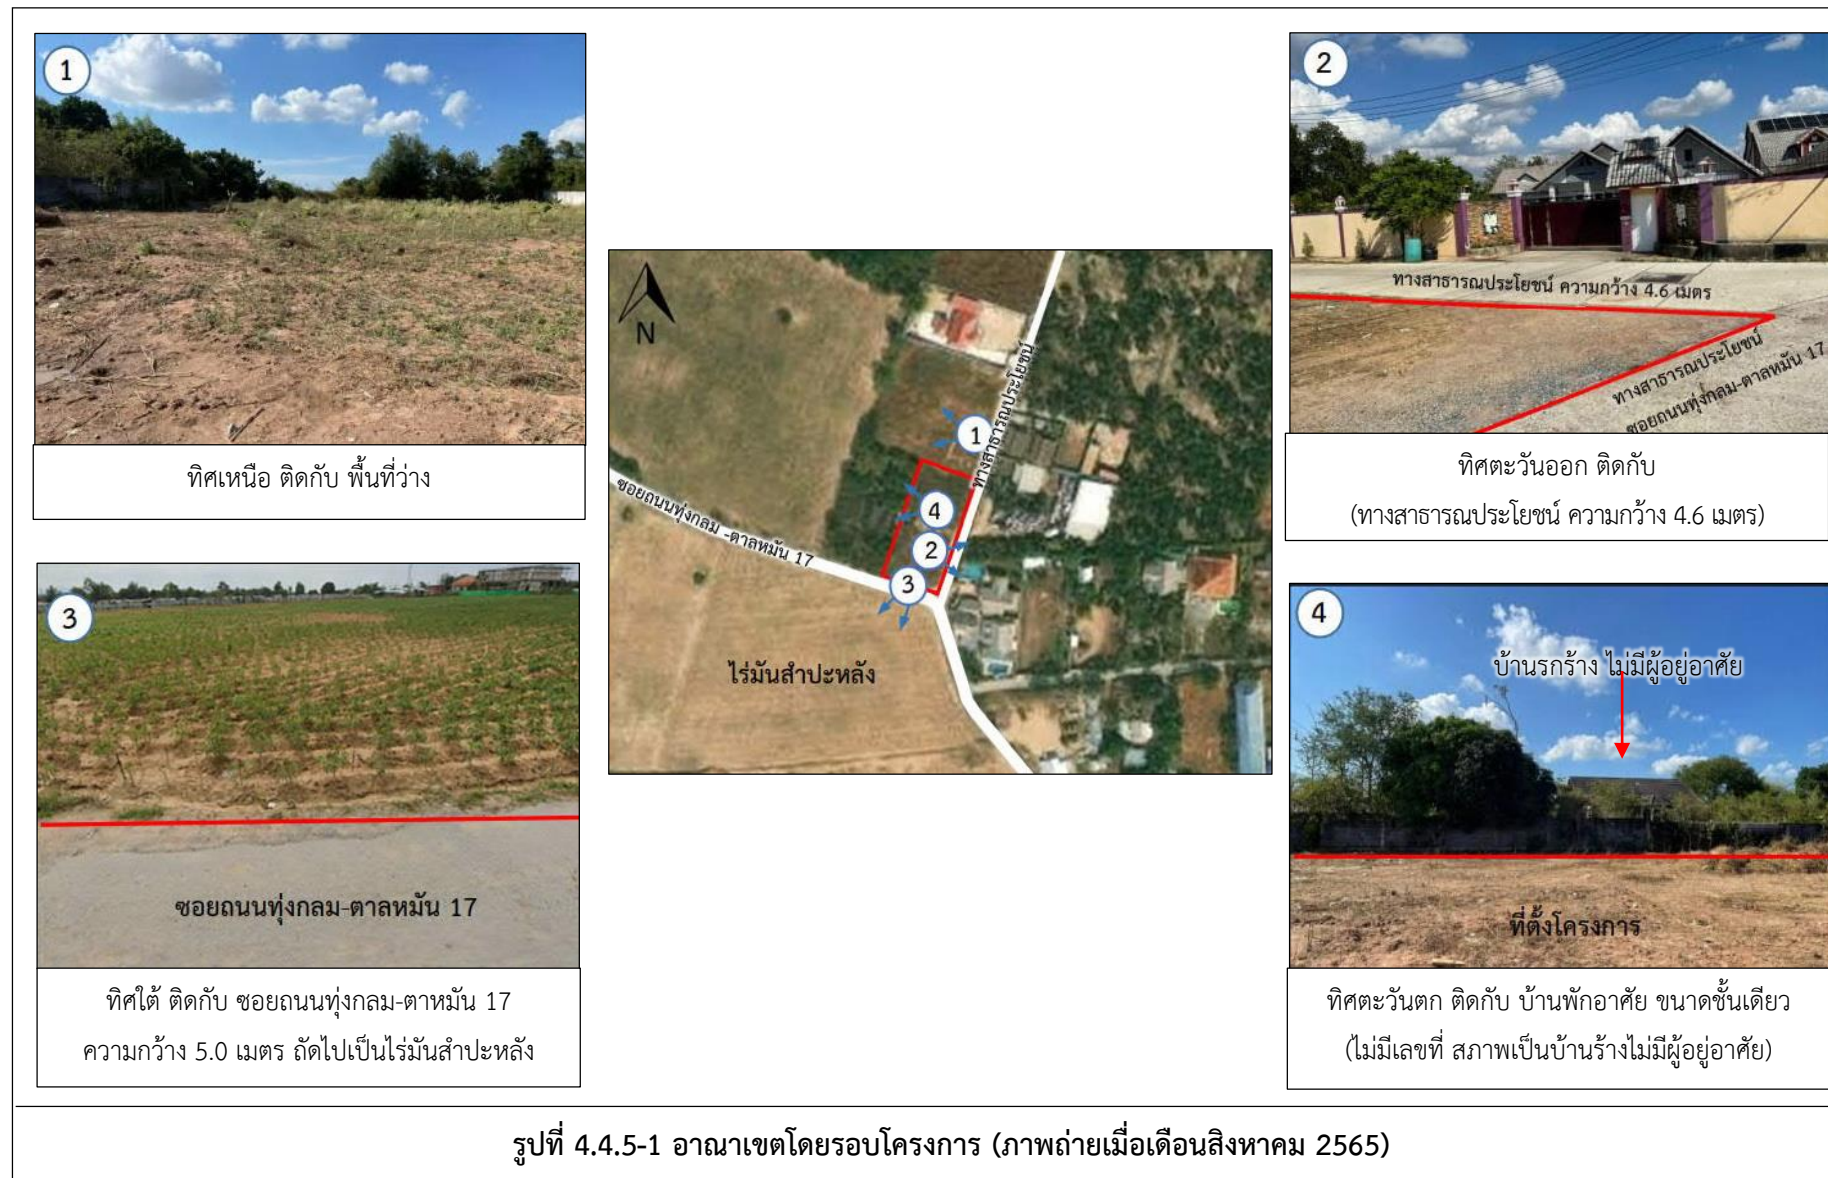 1
ทิศเหนือ ติดกับ พื้นที่ว่าง
2
ทางสาธารณประโยชน์ ความกว้าง 4.6 เมตร
ทางสาธารณประโยชน์
ซอยถนนทุ่งกลม-ตาลหมัน 17
ทิศตะวันออก ติดกับ
(ทางสาธารณประโยชน์ ความกว้าง 4.6 เมตร)
N
ทางสาธารณประโยชน์
1
4
2
3
ซอยถนนทุ่งกลม -ตาลหมัน 17
ไร่มันสำปะหลัง
3
ซอยถนนทุ่งกลม-ตาลหมัน 17
ทิศใต้ ติดกับ ซอยถนนทุ่งกลม-ตาหมัน 17
ความกว้าง 5.0 เมตร ถัดไปเป็นไร่มันสำปะหลัง
4
บ้านรกร้าง ไม่มีผู้อยู่อาศัย
ที่ตั้งโครงการ
ทิศตะวันตก ติดกับ บ้านพักอาศัย ขนาดชั้นเดียว
(ไม่มีเลขที่ สภาพเป็นบ้านร้างไม่มีผู้อยู่อาศัย)
รูปที่ 4.4.5-1 อาณาเขตโดยรอบโครงการ (ภาพถ่ายเมื่อเดือนสิงหาคม 2565)